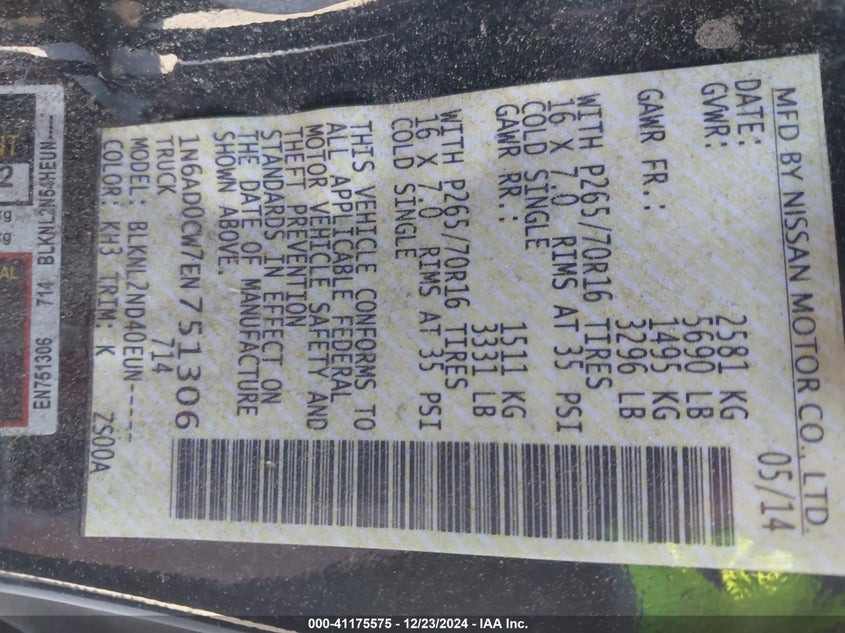 MFD BY NISSAN MOTOR CO., LTD.
DATE: 05/14
GVWR: 2581 KG
5690 LB
GAWR FR.: 1495 KG
3296 LB
WITH P265/70R16 TIRES
16 X 7.0 RIMS AT 35 PSI
COLD SINGLE
GAWR RR.: 1511 KG
3331 LB
WITH P265/70R16 TIRES
16 X 7.0 RIMS AT 35 PSI
COLD SINGLE
THIS VEHICLE CONFORMS TO
ALL APPLICABLE FEDERAL
MOTOR VEHICLE SAFETY AND
THEFT PREVENTION
STANDARDS IN EFFECT ON
THE DATE OF MANUFACTURE
SHOWN ABOVE.
1N6AD0CW7EN751306
TRUCK 714
MODEL: BLKNL2ND40EUN-----
COLOR: KH3 TRIM: K ZS00A
EN751306 714
kg
kg
AL
000-41175575 - 12/23/2024 - IAA Inc.